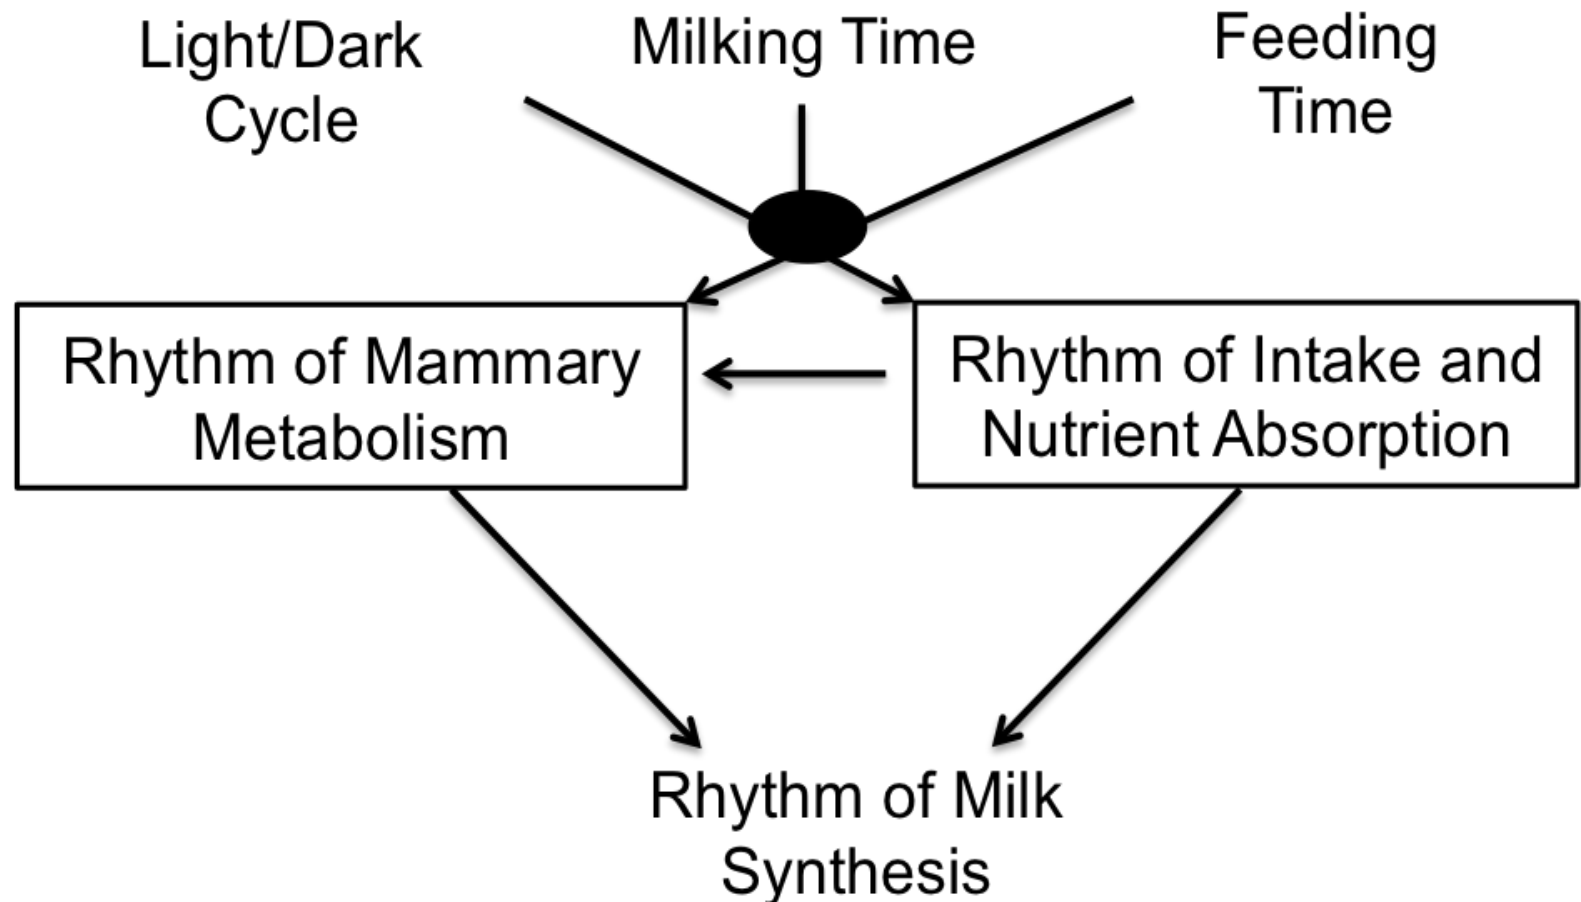 Light/Dark
Cycle
Milking Time
Feeding
Time
Rhythm of Mammary
Metabolism
Rhythm of Intake and
Nutrient Absorption
Rhythm of Milk
Synthesis